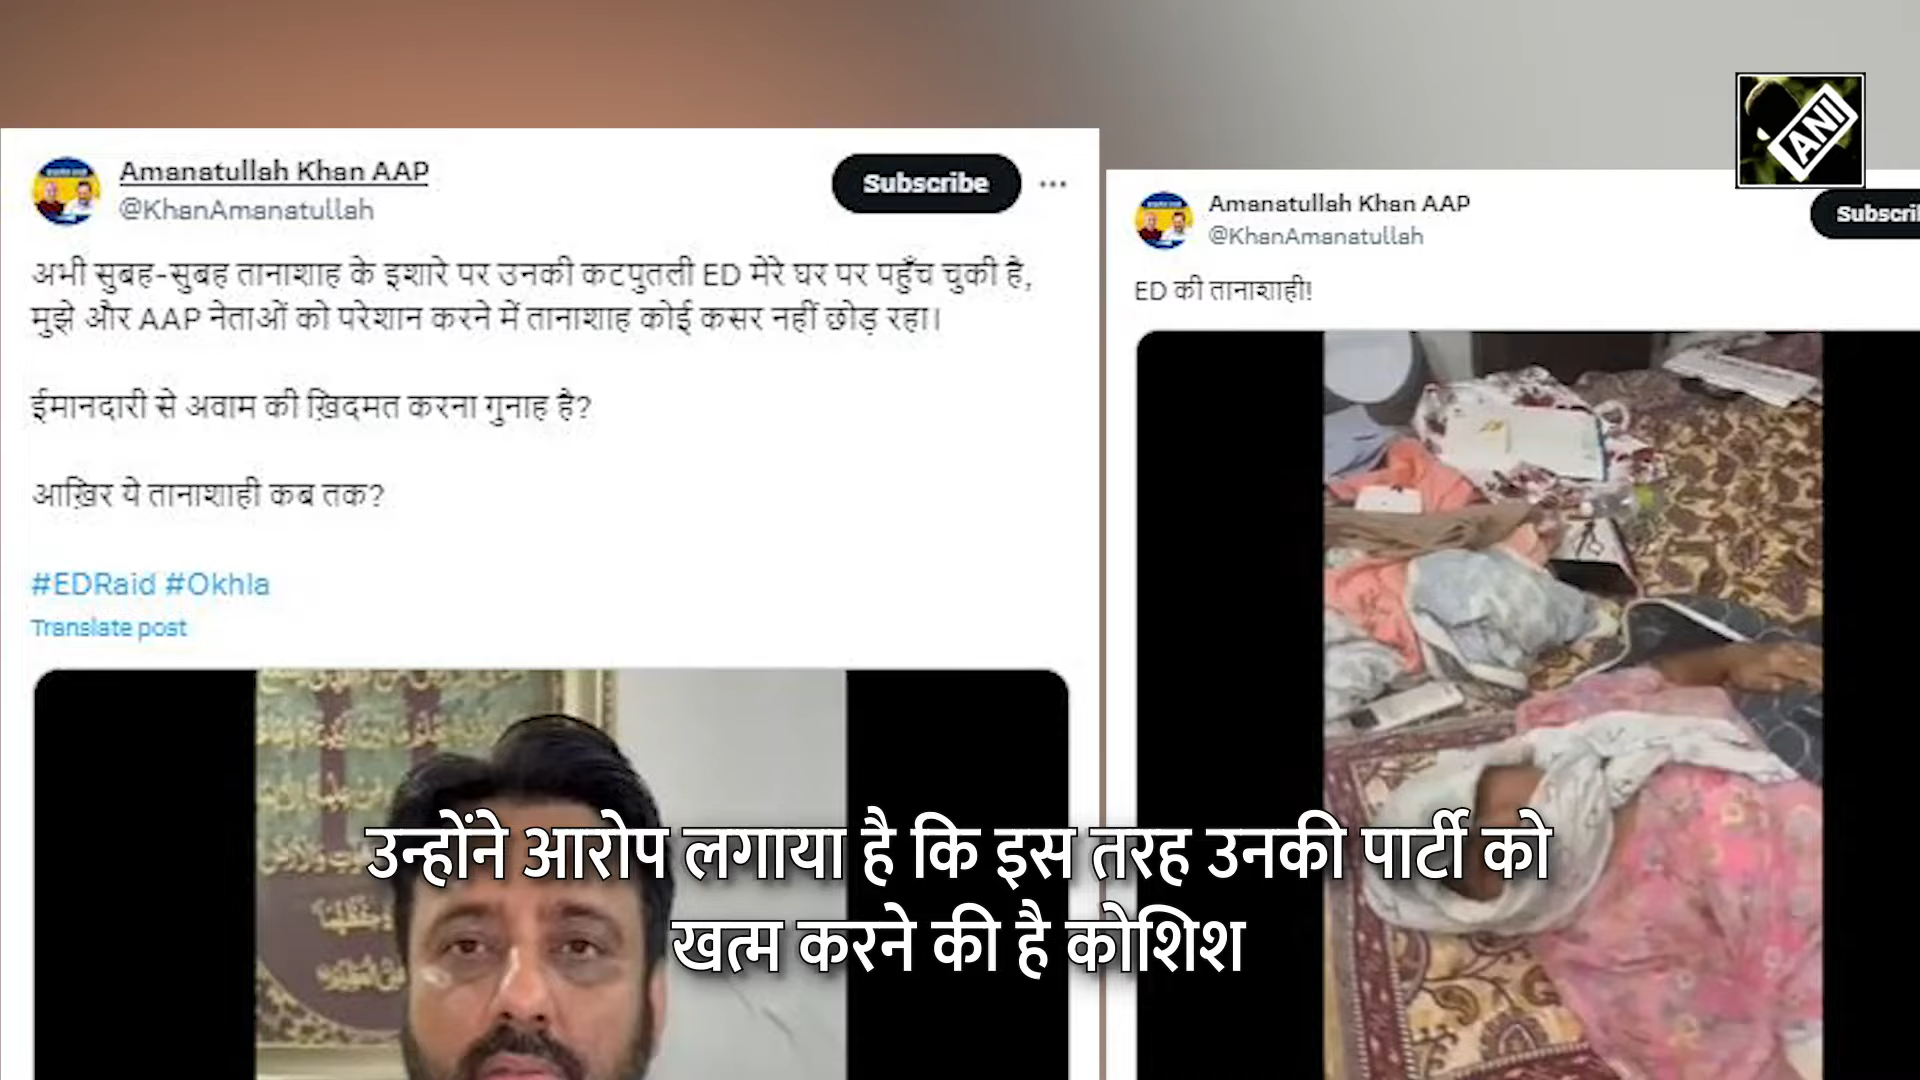 ANI
Amanatullah Khan AAP
@KhanAmanatullah
Subscribe
अभी सुबह-सुबह तानाशाह के इशारे पर उनकी कटपुतली ED मेरे घर पर पहुँच चुकी है,
मुझे और AAP नेताओं को परेशान करने में तानाशाह कोई कसर नहीं छोड़ रहा।
ईमानदारी से अवाम की ख़िदमत करना गुनाह है?
आख़िर ये तानाशाही कब तक?
#EDRaid #Okhla
Translate post
Amanatullah Khan AAP
@KhanAmanatullah
ED की तानाशाही!
उन्होंने आरोप लगाया है कि इस तरह उनकी पार्टी को
खत्म करने की है कोशिश